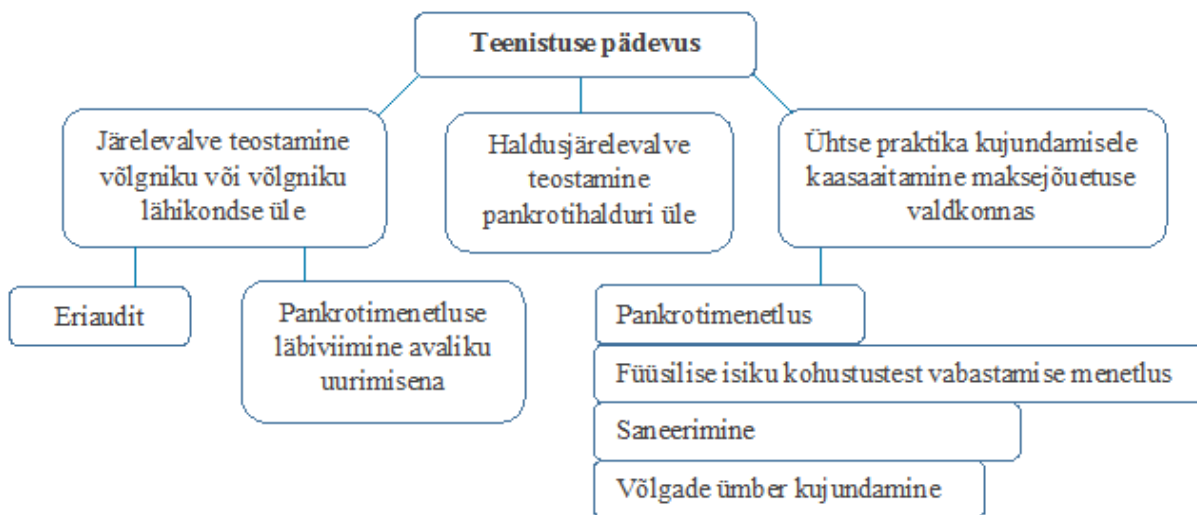 Teenistuse pädevus
Järelevalve teostamine
võlgniku või võlgniku
lähikondse üle
Haldusjärelevalve
teostamine
pankrotihalduri üle
Ühtse praktika kujundamisele
kaasaaitamine maksejõuetuse
valdkonnas
Eriaudit
Pankrotimenetluse
läbiviimine avaliku
uurimisena
Pankrotimenetlus
Füüsilise isiku kohustustest vabastamise menetlus
Saneerimine
Võlgade ümber kujundamine